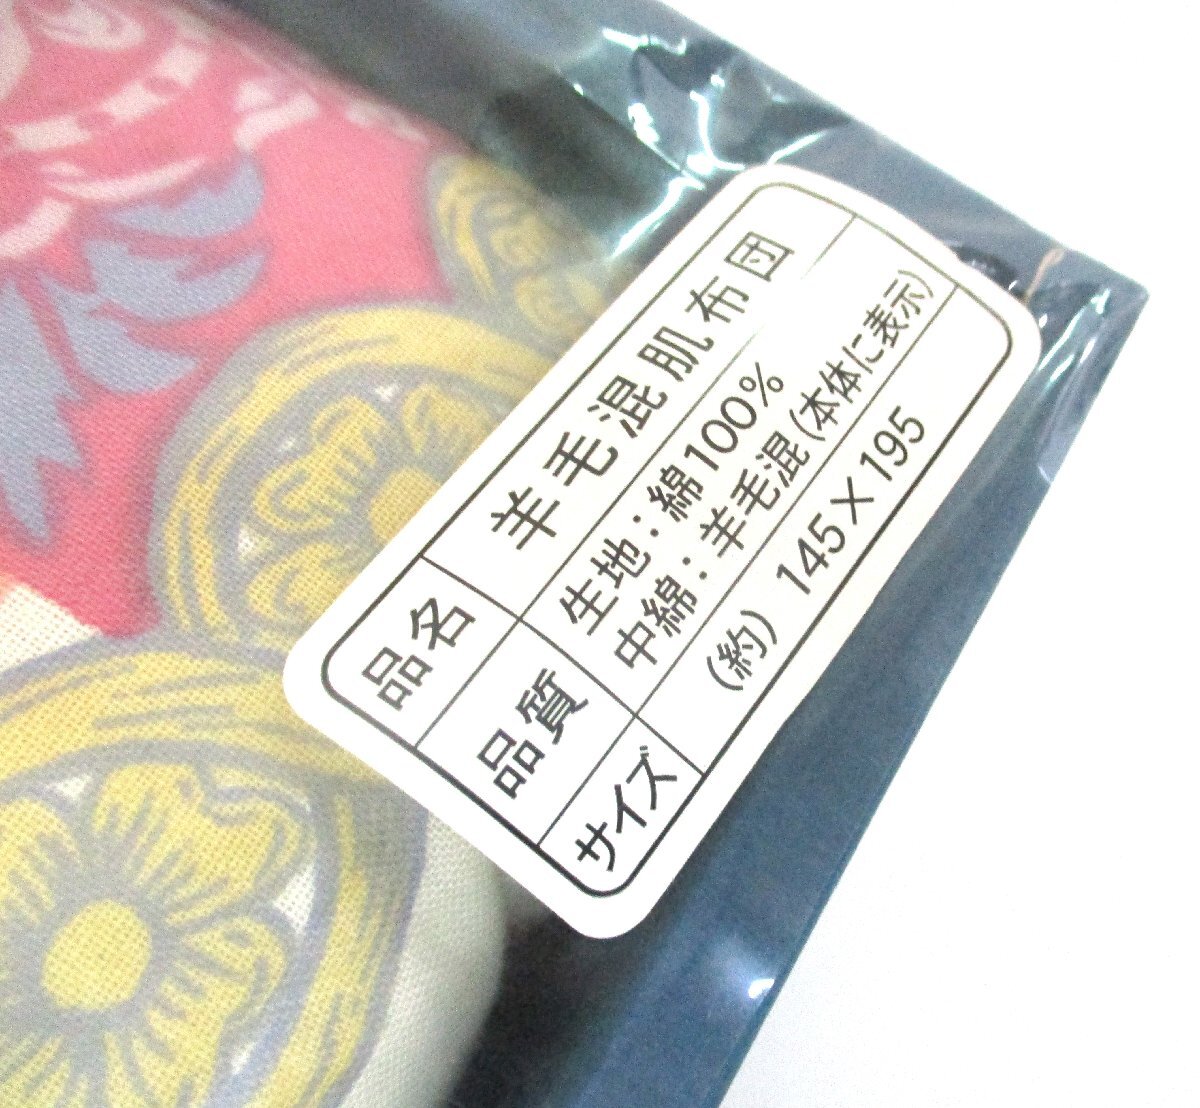 品名 羊毛混肌布団
品質 生地：綿100%
中綿：羊毛混(本体に表示)
サイズ (約) 145×195